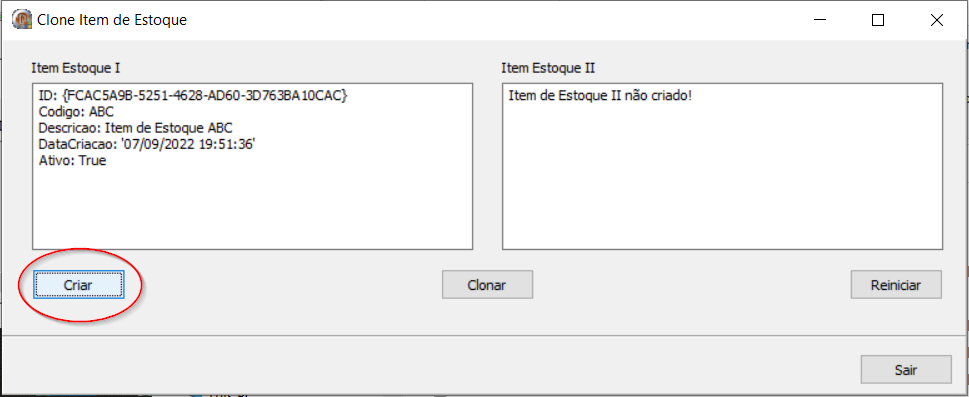 Clone Item de Estoque
Item Estoque I
Item Estoque II
ID: {FCAC5A9B-5251-4628-AD60-3D763BA10CAC}
Codigo: ABC
Descricao: Item de Estoque ABC
DataCriacao: '07/09/2022 19:51:36'
Ativo: True
Item de Estoque II não criado!
Criar
Clonar
Reiniciar
Sair